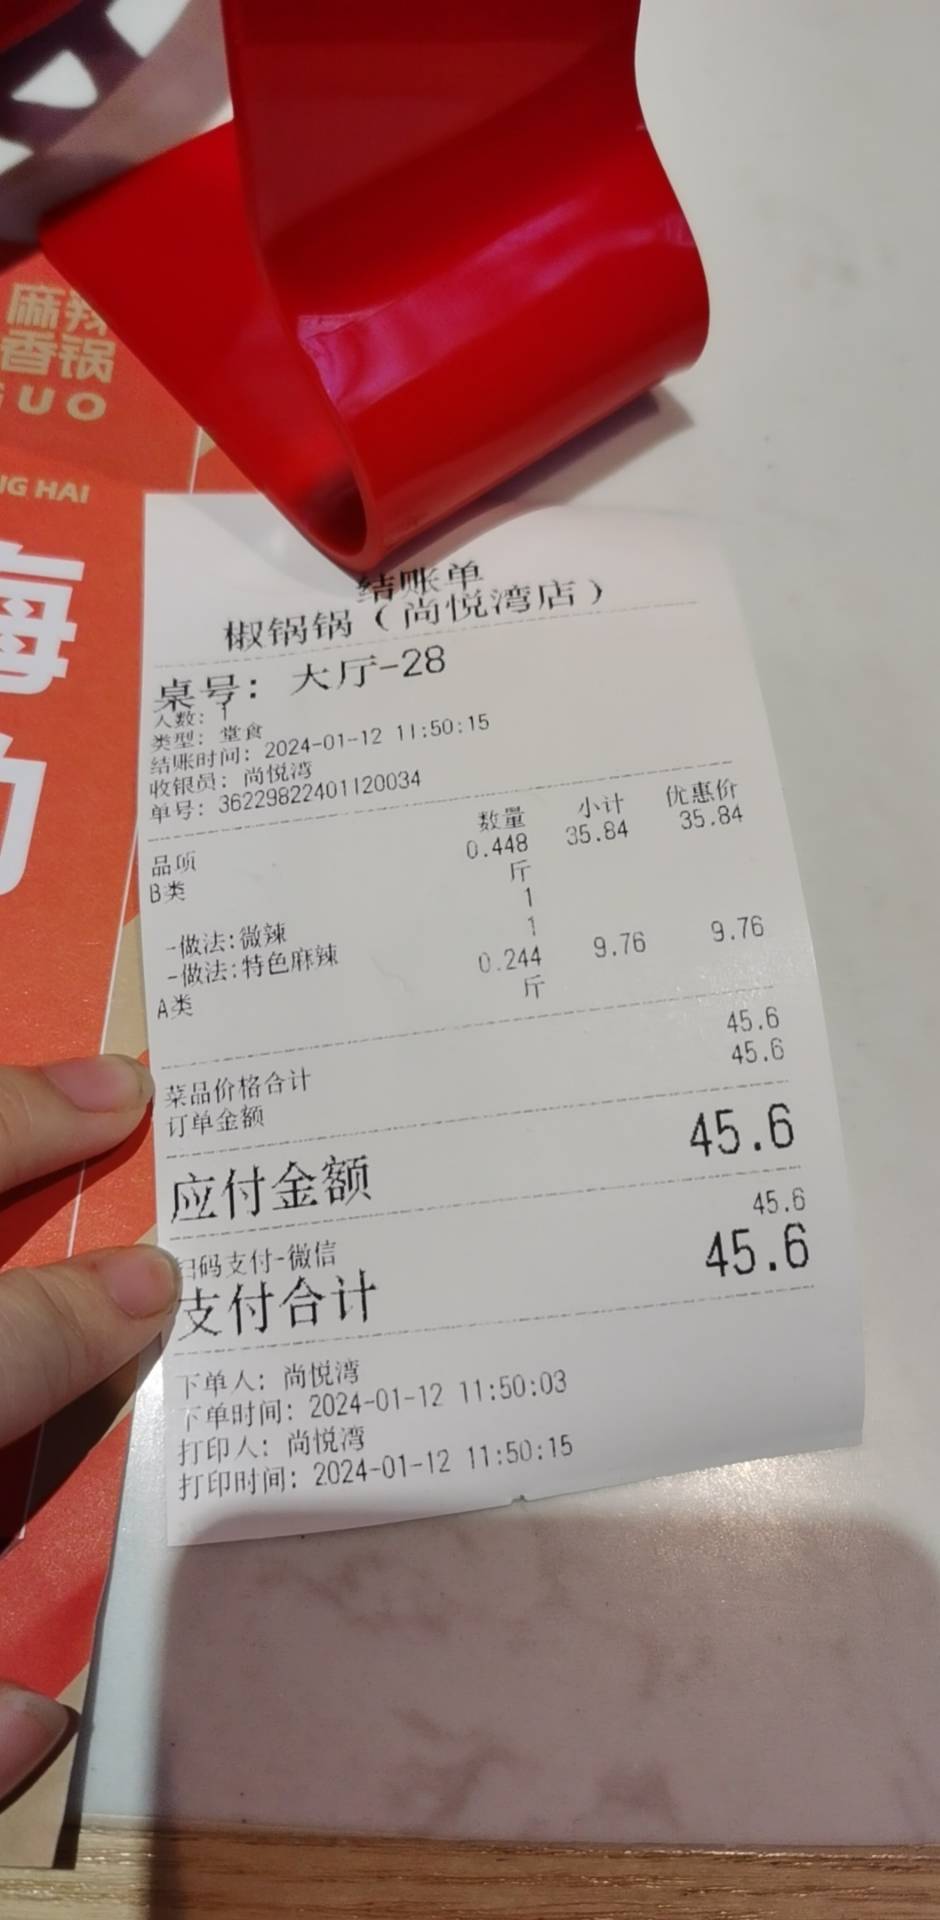 麻辣
香锅
GUO
NG HAI
海
结账单
椒锅锅（尚悦湾店）
桌号： 大厅-28
人数：1
类型：堂食
结账时间：2024-01-12 11:50:15
收银员：尚悦湾
单号：36229822401120034
品项 数量 小计 优惠价
B类 0.448 35.84 35.84
斤
1
-做法:微辣 1
-做法:特色麻辣
A类 0.244 9.76 9.76
斤
菜品价格合计 45.6
订单金额 45.6
应付金额 45.6
扫码支付-微信 45.6
支付合计 45.6
下单人：尚悦湾
下单时间：2024-01-12 11:50:03
打印人：尚悦湾
打印时间：2024-01-12 11:50:15